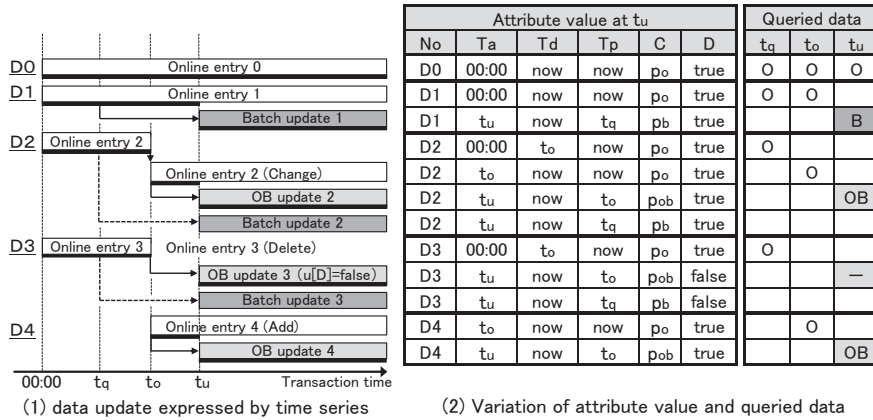 D0
Online entry 0
D1
Online entry 1
Batch update 1
D2
Online entry 2
Online entry 2 (Change)
OB update 2
Batch update 2
D3
Online entry 3
Online entry 3 (Delete)
OB update 3 (u[D]=false)
Batch update 3
D4
Online entry 4 (Add)
OB update 4
00:00 tq to tu Transaction time
(1) data update expressed by time series
Attribute value at tu Queried data
No Ta Td Tp C D tq to tu
D0 00:00 now now po true O O O
D1 00:00 now now po true O O
D1 tu now tq pb true B
D2 00:00 to now po true O
D2 to now now po true O
D2 tu now to pob true OB
D2 tu now tq pb true
D3 00:00 to now po true O
D3 tu now to pob false —
D3 tu now tq pb false
D4 to now now po true O
D4 tu now to pob true OB
(2) Variation of attribute value and queried data